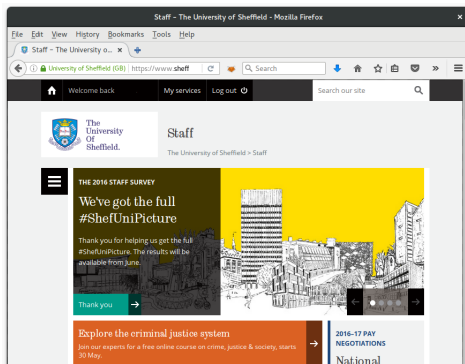 Staff – The University of Sheffield - Mozilla Firefox
File Edit View History Bookmarks Tools Help
Staff – The University o...
University of Sheffield (GB) https://www.sheff
Search
Welcome back My services Log out
Search our site
The
University
Of
Sheffield.
Staff
The University of Sheffield > Staff
THE 2016 STAFF SURVEY
We've got the full
#ShefUniPicture
Thank you for helping us get the full
#ShefUniPicture. The results will be
available from June.
Thank you
Explore the criminal justice system
Join our experts for a free online course on crime, justice & society, starts
30 May.
2016–17 PAY
NEGOTIATIONS
National